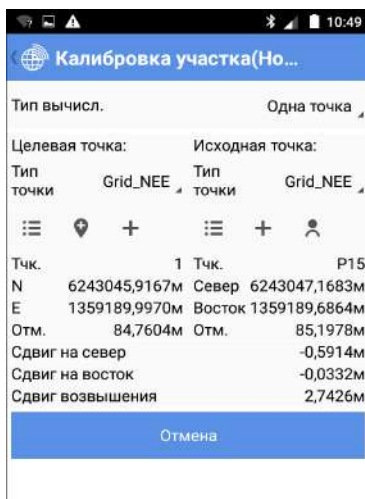 10:49
Калибровка участка(Но...
Тип вычисл. Одна точка
Целевая точка: Исходная точка:
Тип точки Grid_NEE Тип точки Grid_NEE
Тчк. 1 Тчк. P15
N 6243045,9167м Север 6243047,1683м
E 1359189,9970м Восток 1359189,6864м
Отм. 84,7604м Отм. 85,1978м
Сдвиг на север -0,5914м
Сдвиг на восток -0,0332м
Сдвиг возвышения 2,7426м
Отмена